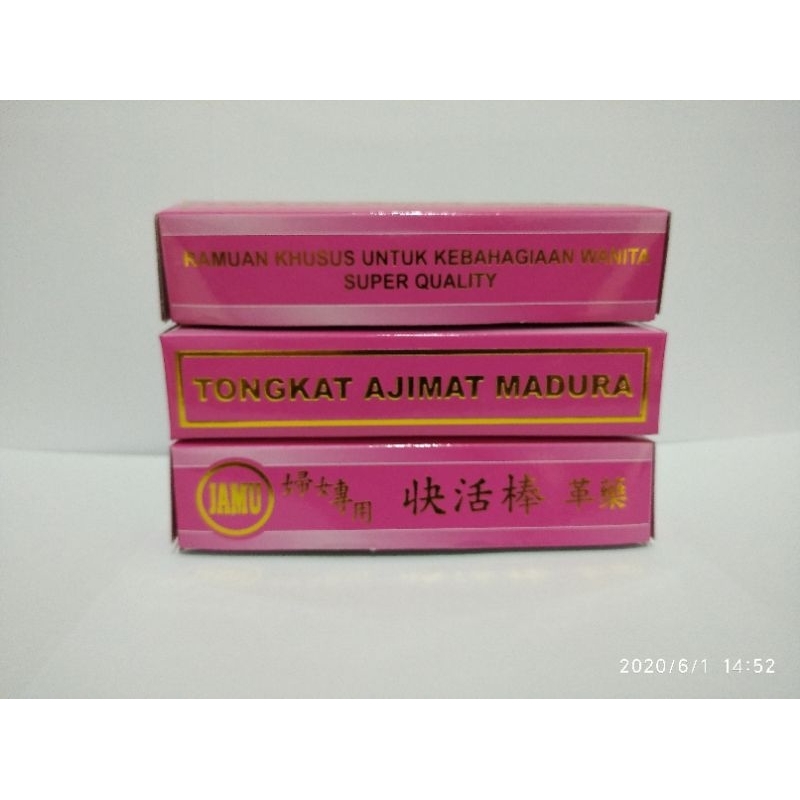 RAMUAN KHUSUS UNTUK KEBAHAGIAAN WANITA
SUPER QUALITY
TONGKAT AJIMAT MADURA
JAMU 婦女專用 快活棒 革藥
2020/6/1 14:52